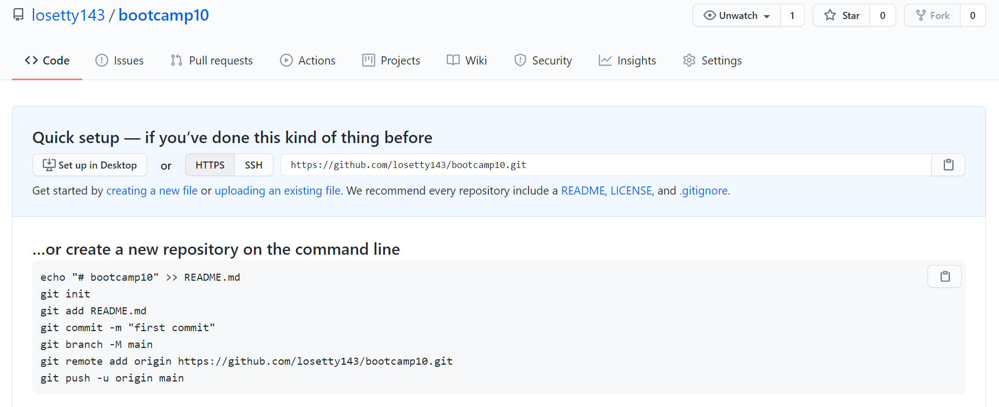 losetty143 / bootcamp10
Unwatch 1 Star 0 Fork 0
Code Issues Pull requests Actions Projects Wiki Security Insights Settings
Quick setup — if you’ve done this kind of thing before
Set up in Desktop or HTTPS SSH https://github.com/losetty143/bootcamp10.git
Get started by creating a new file or uploading an existing file. We recommend every repository include a README, LICENSE, and .gitignore.
…or create a new repository on the command line
echo "# bootcamp10" >> README.md
git init
git add README.md
git commit -m "first commit"
git branch -M main
git remote add origin https://github.com/losetty143/bootcamp10.git
git push -u origin main